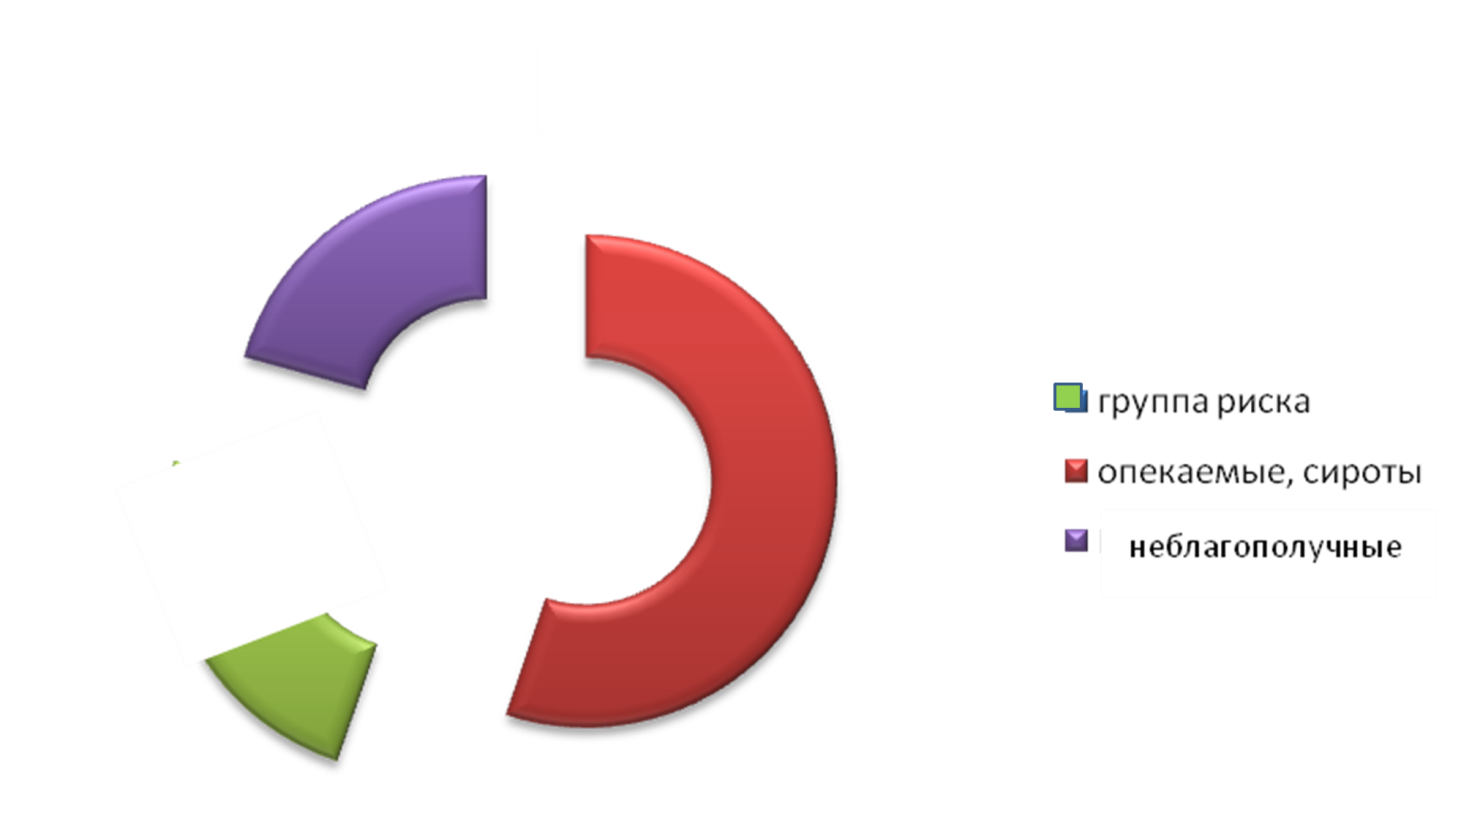 группа риска
опекаемые, сироты
неблагополучные